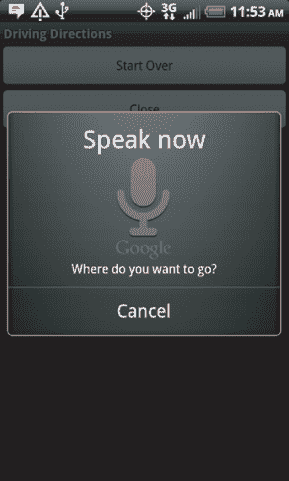 3G
11:53 AM
Driving Directions
Start Over
Close
Speak now
Google
Where do you want to go?
Cancel